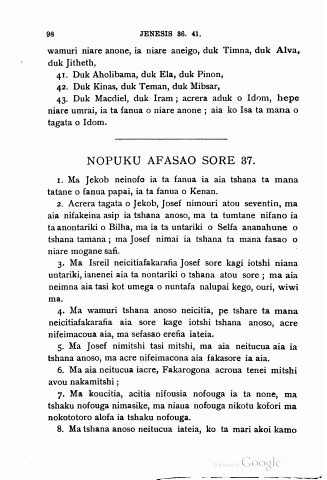 98 JENESIS 36. 41.
wamuri niare anone, ia niare aneigo, duk Timna, duk Alva,
duk Jitheth,
41. Duk Aholibama, duk Ela, duk Pinon,
42. Duk Kinas, duk Teman, duk Mibsar,
43. Duk Macdiel, duk Iram; acrera aduk o Idom, hepe
niare umrai, ia ta fanua o niare anone; aia ko Isa ta mana o
tagata o Idom.
NOPUKU AFASAO SORE 37.
1. Ma Jekob neinofo ia ta fanua ia aia tshana ta mana
tatane o fanua papai, ia ta fanua o Kenan.
2. Acrera tagata o Jekob, Josef nimouri atou seventin, ma
aia nifakeina asip ia tshana anoso, ma ta tumtane nifano ia
ta anontariki o Bilha, ma ia ta untariki o Selfa ananahune o
tshana tamana; ma Josef nimai ia tshana ta mana fasao o
niare mogane safi.
3. Ma Isreil neicitiafakarafia Josef sore kagi iotshi niana
untariki, ianenei aia ta nontariki o tshana atou sore; ma aia
neimna aia tasi kot umega o nuntafa nalupai kego, ouri, wiwi
ma.
4. Ma wamuri tshana anoso neicitia, pe tshare ta mana
neicitiafakarafia aia sore kage iotshi tshana anoso, acre
nifeimacoua aia, ma sefasao erefia iateia.
5. Ma Josef nimitshi tasi mitshi, ma aia neitucua aia ia
tshana anoso, ma acre nifeimacona aia fakasore ia aia.
6. Ma aia neitucua iacre, Fakarogona acroua tenei mitshi
avou nakamitshi;
7. Ma koucitia, acitia nifousia nofouga ia ta none, ma
tshaku nofouga nimasike, ma niaua nofouga nikotu kofori ma
nokototoro alofa ia tshaku nofouga.
8. Ma tshana anoso neitucua iateia, ko ta mari akoi kamo
Digitized by Google